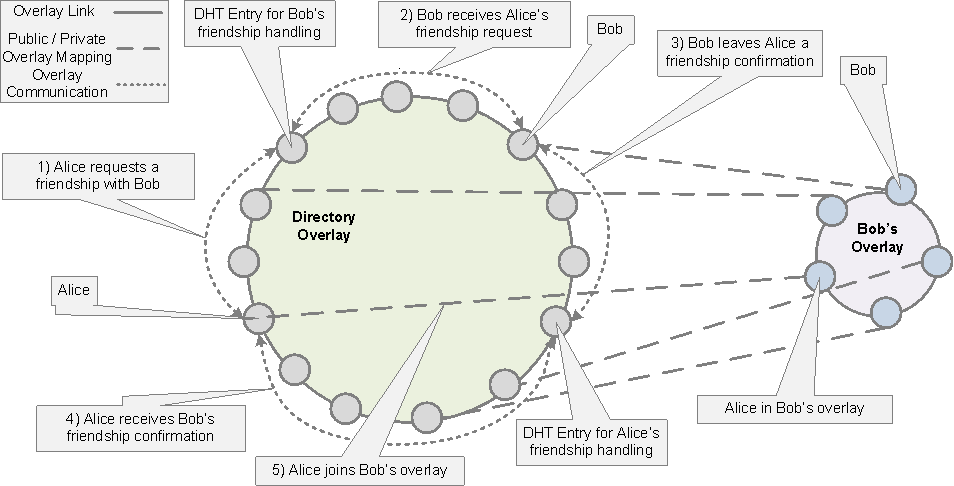 Overlay Link
Public / Private
Overlay Mapping
Overlay
Communication
DHT Entry for Bob's
friendship handling
2) Bob receives Alice's
friendship request
Bob
3) Bob leaves Alice a
friendship confirmation
Bob
1) Alice requests a
friendship with Bob
Directory
Overlay
Bob's
Overlay
Alice
4) Alice receives Bob's
friendship confirmation
5) Alice joins Bob's overlay
DHT Entry for Alice's
friendship handling
Alice in Bob's overlay